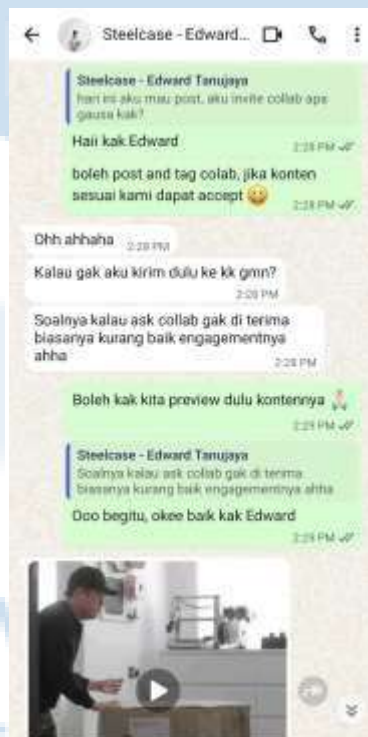 Steelcase - Edward...
Steelcase - Edward Tanujaya
hari ini aku mau post, aku invite collab apa
gausa kak?
Haii kak Edward
2:28 PM
boleh post and tag colab, jika konten
sesuai kami dapat accept 😀
2:28 PM
Ohh ahhaha
2:28 PM
Kalau gak aku kirim dulu ke kk gmn?
2:28 PM
Soalnya kalau ask collab gak di terima
biasanya kurang baik engagementnya
ahha
2:28 PM
Boleh kak kita preview dulu kontennya 🙏🏻
2:29 PM
Steelcase - Edward Tanujaya
Soalnya kalau ask collab gak di terima
biasanya kurang baik engagementnya ahha
Ooo begitu, okee baik kak Edward
2:29 PM